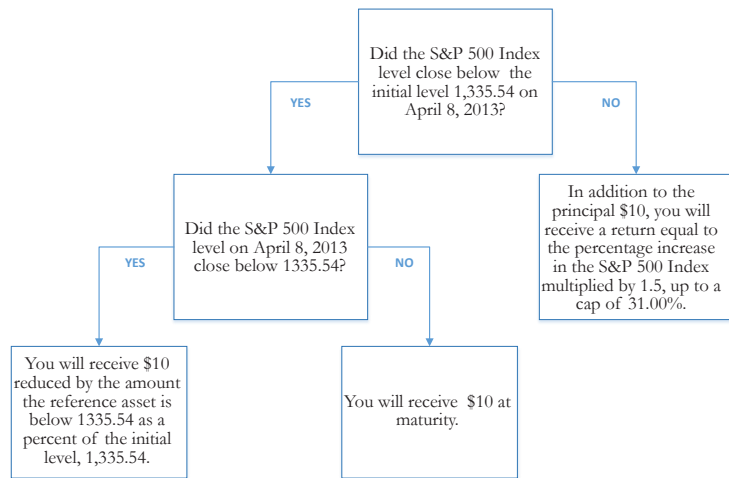 Did the S&P 500 Index
level close below the
initial level 1,335.54 on
April 8, 2013?
YES
NO
Did the S&P 500 Index
level on April 8, 2013
close below 1335.54?
In addition to the
principal $10, you will
receive a return equal to
the percentage increase
in the S&P 500 Index
multiplied by 1.5, up to a
cap of 31.00%.
YES
NO
You will receive $10
reduced by the amount
the reference asset is
below 1335.54 as a
percent of the initial
level, 1,335.54.
You will receive $10 at
maturity.